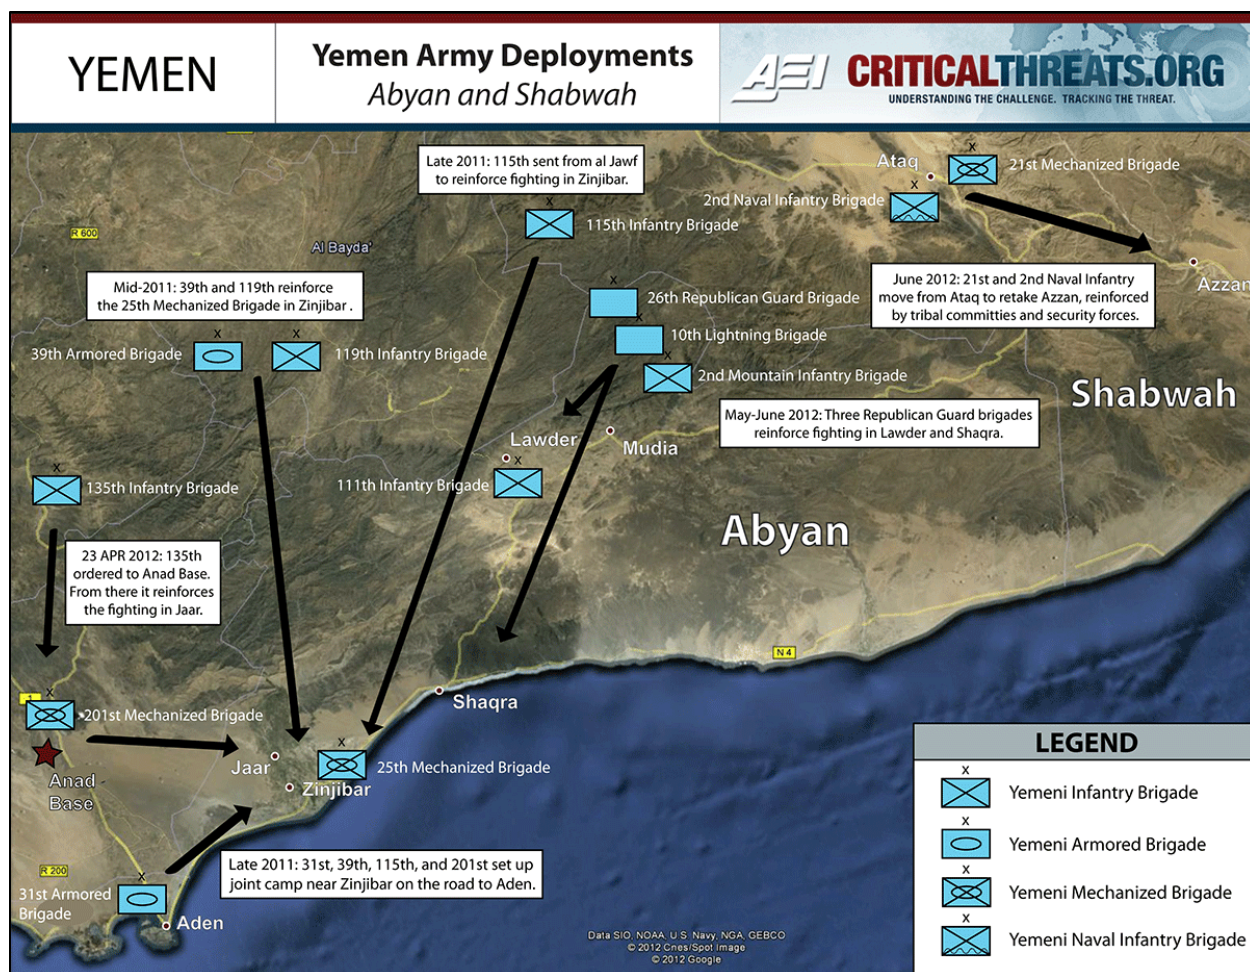 YEMEN
Yemen Army Deployments
Abyan and Shabwah
AEI
CRITICALTHREATS.ORG
UNDERSTANDING THE CHALLENGE. TRACKING THE THREAT.
Late 2011: 115th sent from al Jawf
to reinforce fighting in Zinjibar.
x
115th Infantry Brigade
Ataq
x
21st Mechanized Brigade
x
2nd Naval Infantry Brigade
Azzan
June 2012: 21st and 2nd Naval Infantry
move from Ataq to retake Azzan, reinforced
by tribal committies and security forces.
R 600
Al Bayda'
Mid-2011: 39th and 119th reinforce
the 25th Mechanized Brigade in Zinjibar .
x
39th Armored Brigade
x
119th Infantry Brigade
x
26th Republican Guard Brigade
x
10th Lightning Brigade
x
2nd Mountain Infantry Brigade
Shabwah
May-June 2012: Three Republican Guard brigades
reinforce fighting in Lawder and Shaqra.
Lawder
Mudia
x
111th Infantry Brigade
x
135th Infantry Brigade
Abyan
23 APR 2012: 135th
ordered to Anad Base.
From there it reinforces
the fighting in Jaar.
N 4
1
x
201st Mechanized Brigade
Anad
Base
Shaqra
Jaar
Zinjibar
x
25th Mechanized Brigade
Late 2011: 31st, 39th, 115th, and 201st set up
joint camp near Zinjibar on the road to Aden.
R 200
x
31st Armored
Brigade
Aden
Data SIO, NOAA, U.S. Navy, NGA, GEBCO
© 2012 Cnes/Spot Image
© 2012 Google
LEGEND
x
Yemeni Infantry Brigade
x
Yemeni Armored Brigade
x
Yemeni Mechanized Brigade
x
Yemeni Naval Infantry Brigade